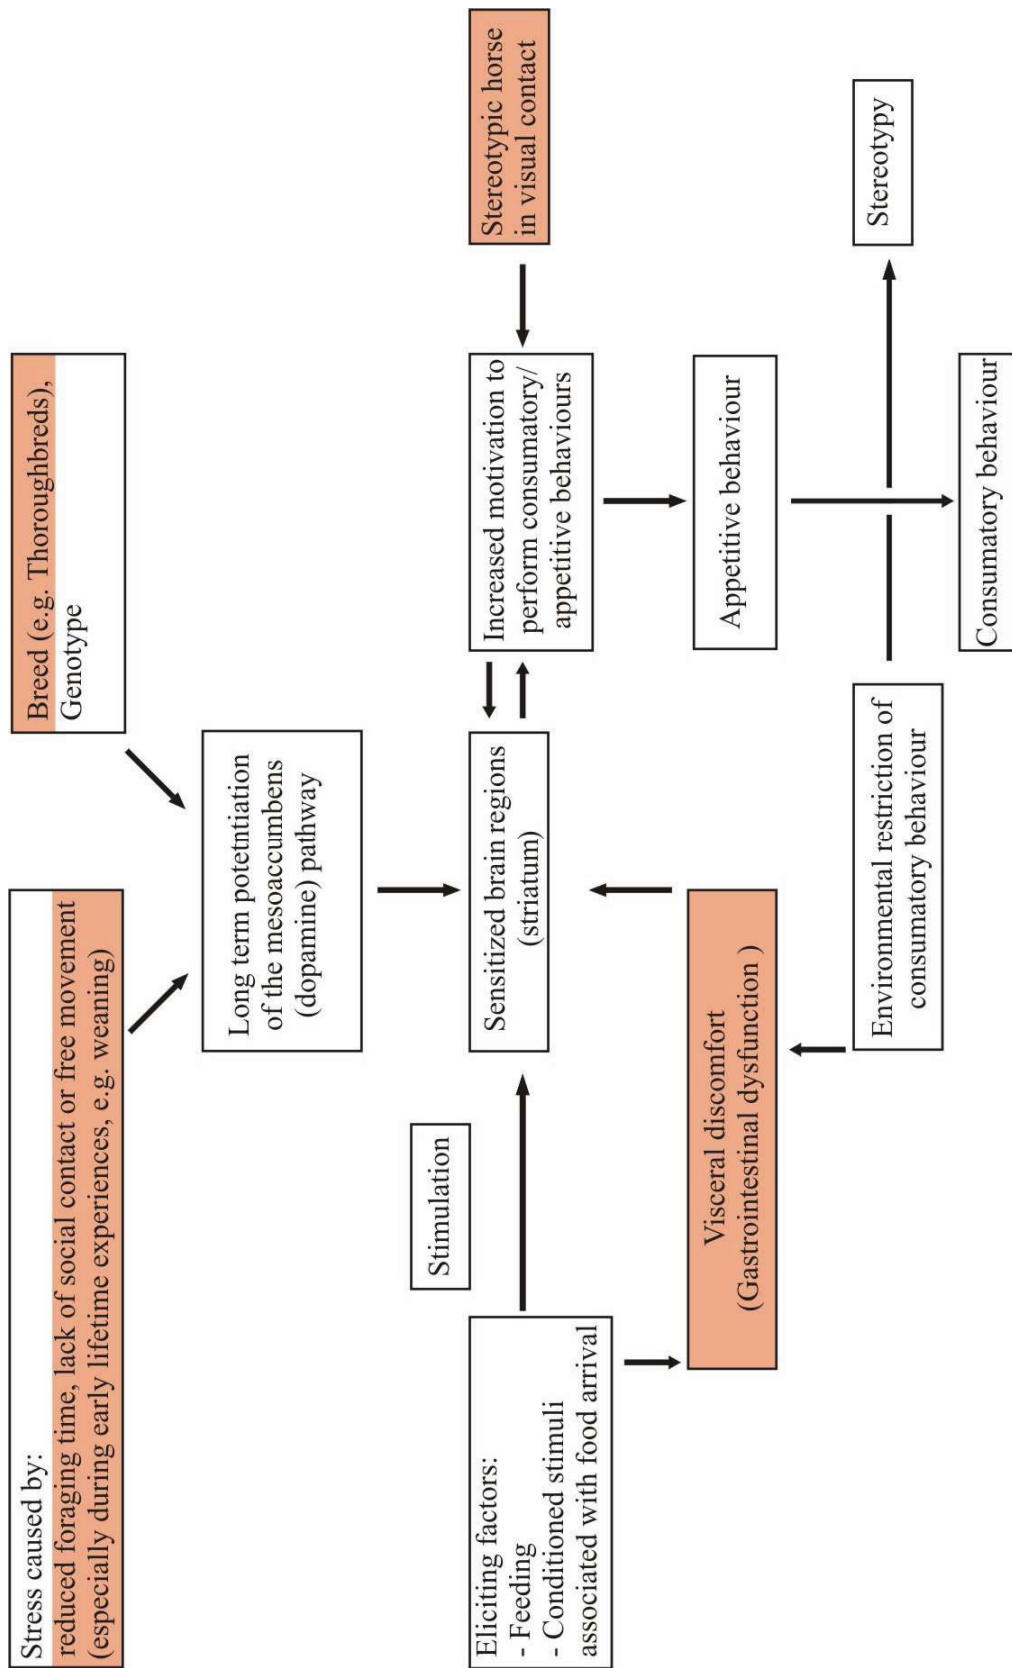 Stress caused by:
reduced foraging time, lack of social contact or free movement
(especially during early lifetime experiences, e.g. weaning)
Breed (e.g. Thoroughbreds),
Genotype
Long term potetntiation
of the mesoaccumbens
(dopamine) pathway
Stimulation
Eliciting factors:
- Feeding
- Conditioned stimuli
associated with food arrival
Sensitized brain regions
(striatum)
Increased motivation to
perform consumatory/
appetitive behaviours
Stereotypic horse
in visual contact
Visceral discomfort
(Gastrointestinal dysfunction )
Appetitive behaviour
Environmental restriction of
consumatory behaviour
Stereotypy
Consumatory behaviour